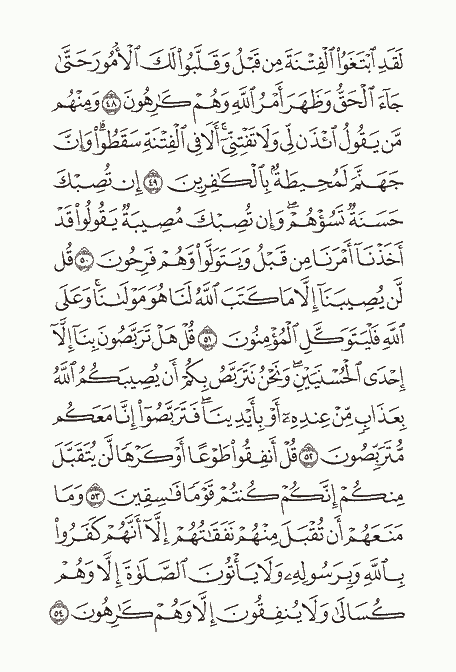 لَقَدِ ٱبْتَغَوُا۟ ٱلْفِتْنَةَ مِن قَبْلُ وَقَلَّبُوا۟ لَكَ ٱلْأُمُورَ حَتَّىٰ
جَآءَ ٱلْحَقُّ وَظَهَرَ أَمْرُ ٱللَّهِ وَهُمْ كَٰرِهُونَ ٤٨ وَمِنْهُم
مَّن يَقُولُ ٱئْذَن لِّى وَلَا تَفْتِنِّىٓ ۚ أَلَا فِى ٱلْفِتْنَةِ سَقَطُوا۟ ۗ وَإِنَّ
جَهَنَّمَ لَمُحِيطَةٌۢ بِٱلْكَٰفِرِينَ ٤٩ إِن تُصِبْكَ
حَسَنَةٌ تَسُؤْهُمْ ۖ وَإِن تُصِبْكَ مُصِيبَةٌ يَقُولُوا۟ قَدْ
أَخَذْنَآ أَمْرَنَا مِن قَبْلُ وَيَتَوَلَّوا۟ وَّهُمْ فَرِحُونَ ٥٠ قُل
لَّن يُصِيبَنَآ إِلَّا مَا كَتَبَ ٱللَّهُ لَنَا هُوَ مَوْلَىٰنَا ۚ وَعَلَى
ٱللَّهِ فَلْيَتَوَكَّلِ ٱلْمُؤْمِنُونَ ٥١ قُلْ هَلْ تَرَبَّصُونَ بِنَآ إِلَّآ
إِحْدَى ٱلْحُسْنَيَيْنِ ۖ وَنَحْنُ نَتَرَبَّصُ بِكُمْ أَن يُصِيبَكُمُ ٱللَّهُ
بِعَذَابٍ مِّنْ عِندِهِۦٓ أَوْ بِأَيْدِينَا ۖ فَتَرَبَّصُوٓا۟ إِنَّا مَعَكُم
مُّتَرَبِّصُونَ ٥٢ قُلْ أَنفِقُوا۟ طَوْعًا أَوْ كَرْهًا لَّن يُتَقَبَّلَ
مِنكُمْ ۖ إِنَّكُمْ كُنتُمْ قَوْمًا فَٰسِقِينَ ٥٣ وَمَا
مَنَعَهُمْ أَن تُقْبَلَ مِنْهُمْ نَفَقَٰتُهُمْ إِلَّآ أَنَّهُمْ كَفَرُوا۟
بِٱللَّهِ وَبِرَسُولِهِۦ وَلَا يَأْتُونَ ٱلصَّلَوٰةَ إِلَّا وَهُمْ
كُسَالَىٰ وَلَا يُنفِقُونَ إِلَّا وَهُمْ كَٰرِهُونَ ٥٤